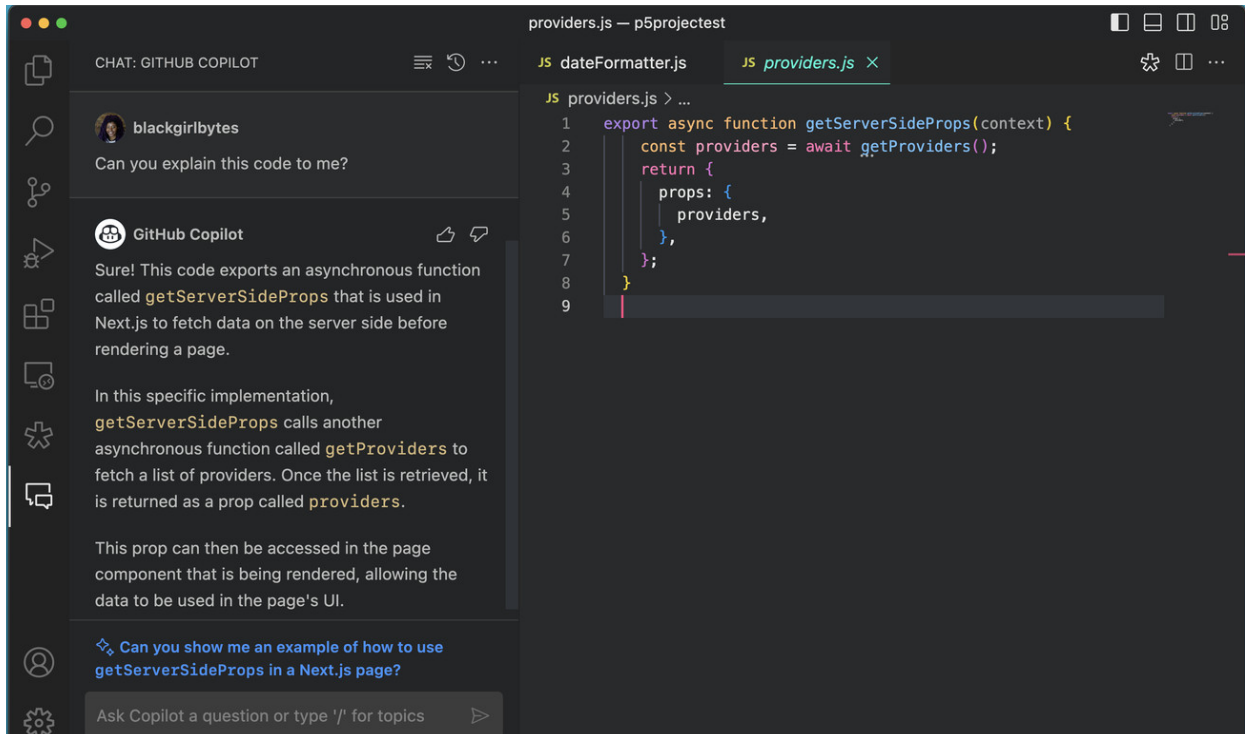 providers.js — p5projectest
CHAT: GITHUB COPILOT
blackgirlbytes
Can you explain this code to me?
GitHub Copilot
Sure! This code exports an asynchronous function
called getServerSideProps that is used in
Next.js to fetch data on the server side before
rendering a page.
In this specific implementation,
getServerSideProps calls another
asynchronous function called getProviders to
fetch a list of providers. Once the list is retrieved, it
is returned as a prop called providers.
This prop can then be accessed in the page
component that is being rendered, allowing the
data to be used in the page's UI.
Can you show me an example of how to use
getServerSideProps in a Next.js page?
Ask Copilot a question or type '/' for topics
JS dateFormatter.js JS providers.js ×
JS providers.js > ...
1 export async function getServerSideProps(context) {
2 const providers = await getProviders();
3 return {
4 props: {
5 providers,
6 },
7 };
8 }
9